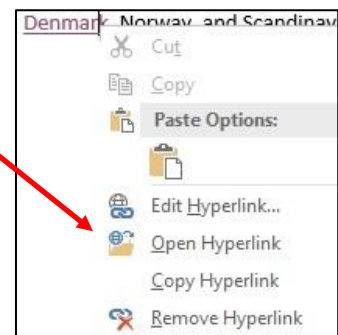 Denmark, Norway, and Scandinav
Cut
Copy
Paste Options:
Edit Hyperlink...
Open Hyperlink
Copy Hyperlink
Remove Hyperlink